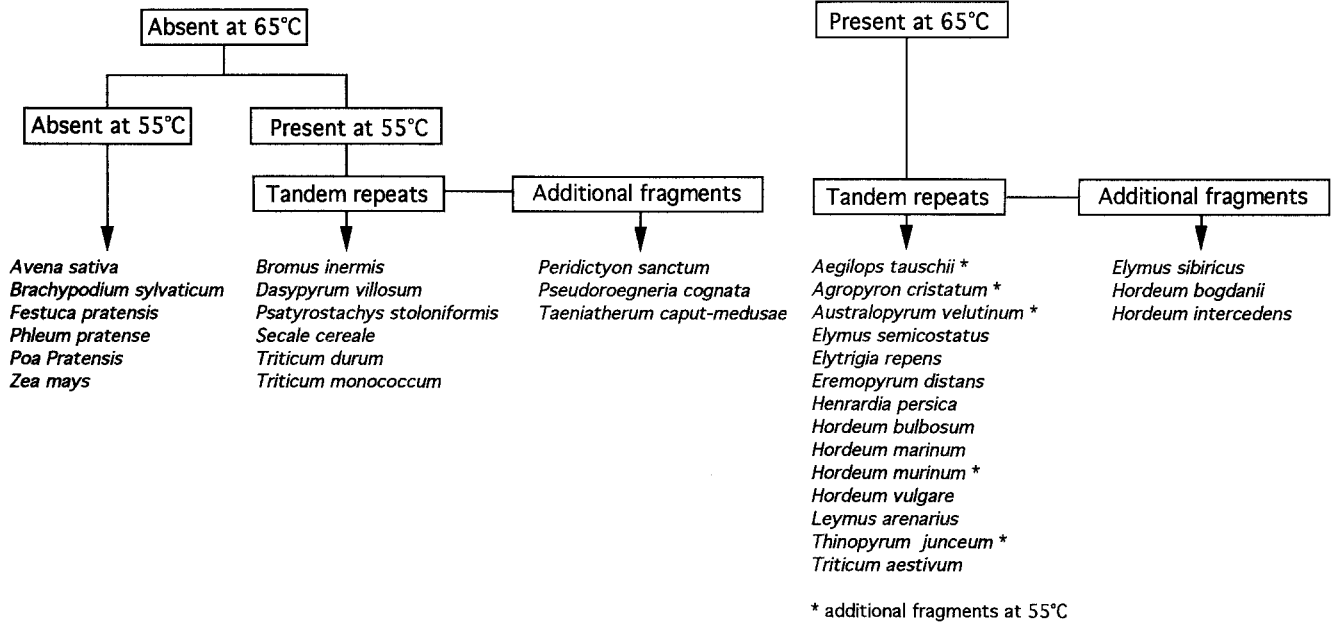 Absent at 65°C
Absent at 55°C
Present at 55°C
Tandem repeats
Additional fragments
Avena sativa
Brachypodium sylvaticum
Festuca pratensis
Phleum pratense
Poa Pratensis
Zea mays
Bromus inermis
Dasypyrum villosum
Psatyrostachys stoloniformis
Secale cereale
Triticum durum
Triticum monococcum
Peridictyon sanctum
Pseudoroegneria cognata
Taeniatherum caput-medusae
Present at 65°C
Tandem repeats
Additional fragments
Aegilops tauschii *
Agropyron cristatum *
Australopyrum velutinum *
Elymus semicostatus
Elytrigia repens
Eremopyrum distans
Henrardia persica
Hordeum bulbosum
Hordeum marinum
Hordeum murinum *
Hordeum vulgare
Leymus arenarius
Thinopyrum junceum *
Triticum aestivum
Elymus sibiricus
Hordeum bogdanii
Hordeum intercedens
* additional fragments at 55°C